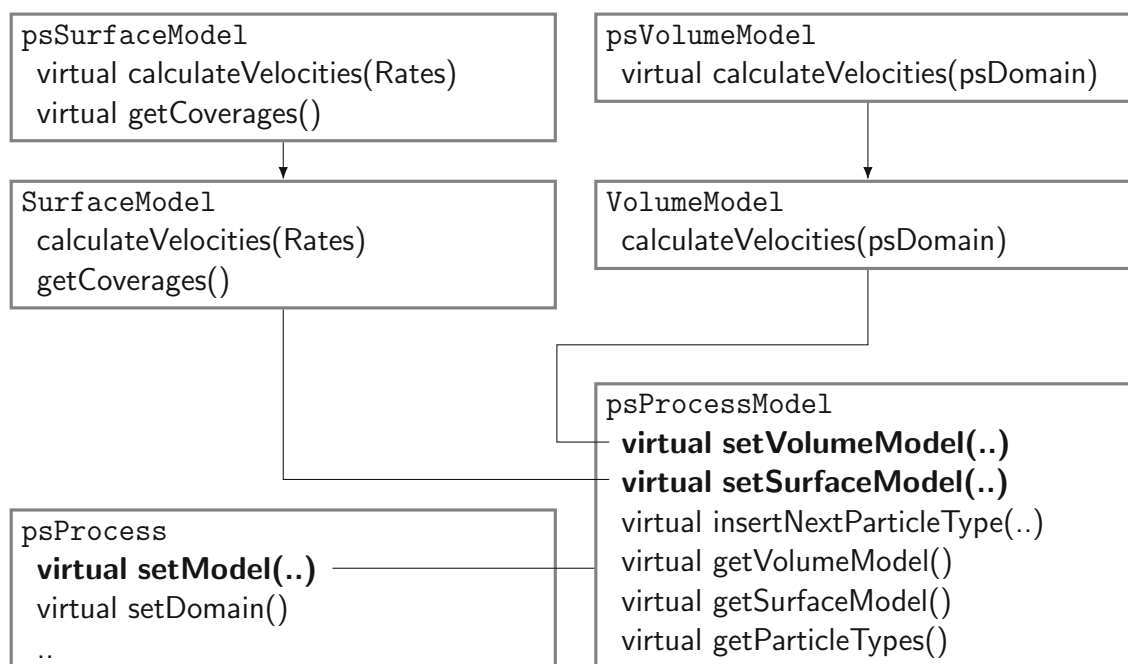 psSurfaceModel
virtual calculateVelocities(Rates)
virtual getCoverages()
psVolumeModel
virtual calculateVelocities(psDomain)
SurfaceModel
calculateVelocities(Rates)
getCoverages()
VolumeModel
calculateVelocities(psDomain)
psProcessModel
virtual setVolumeModel(..)
virtual setSurfaceModel(..)
virtual insertNextParticleType(..)
virtual getVolumeModel()
virtual getSurfaceModel()
virtual getParticleTypes()
psProcess
virtual setModel(..)
virtual setDomain()
..